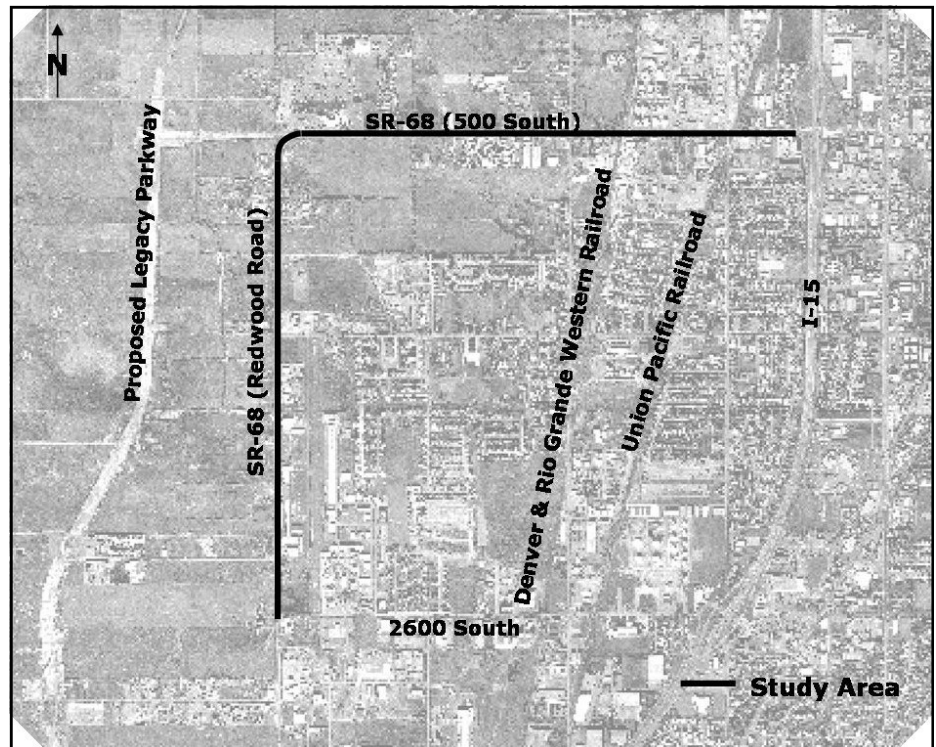 N
SR-68 (500 South)
Proposed Legacy Parkway
SR-68 (Redwood Road)
Denver & Rio Grande Western Railroad
Union Pacific Railroad
I-15
2600 South
Study Area